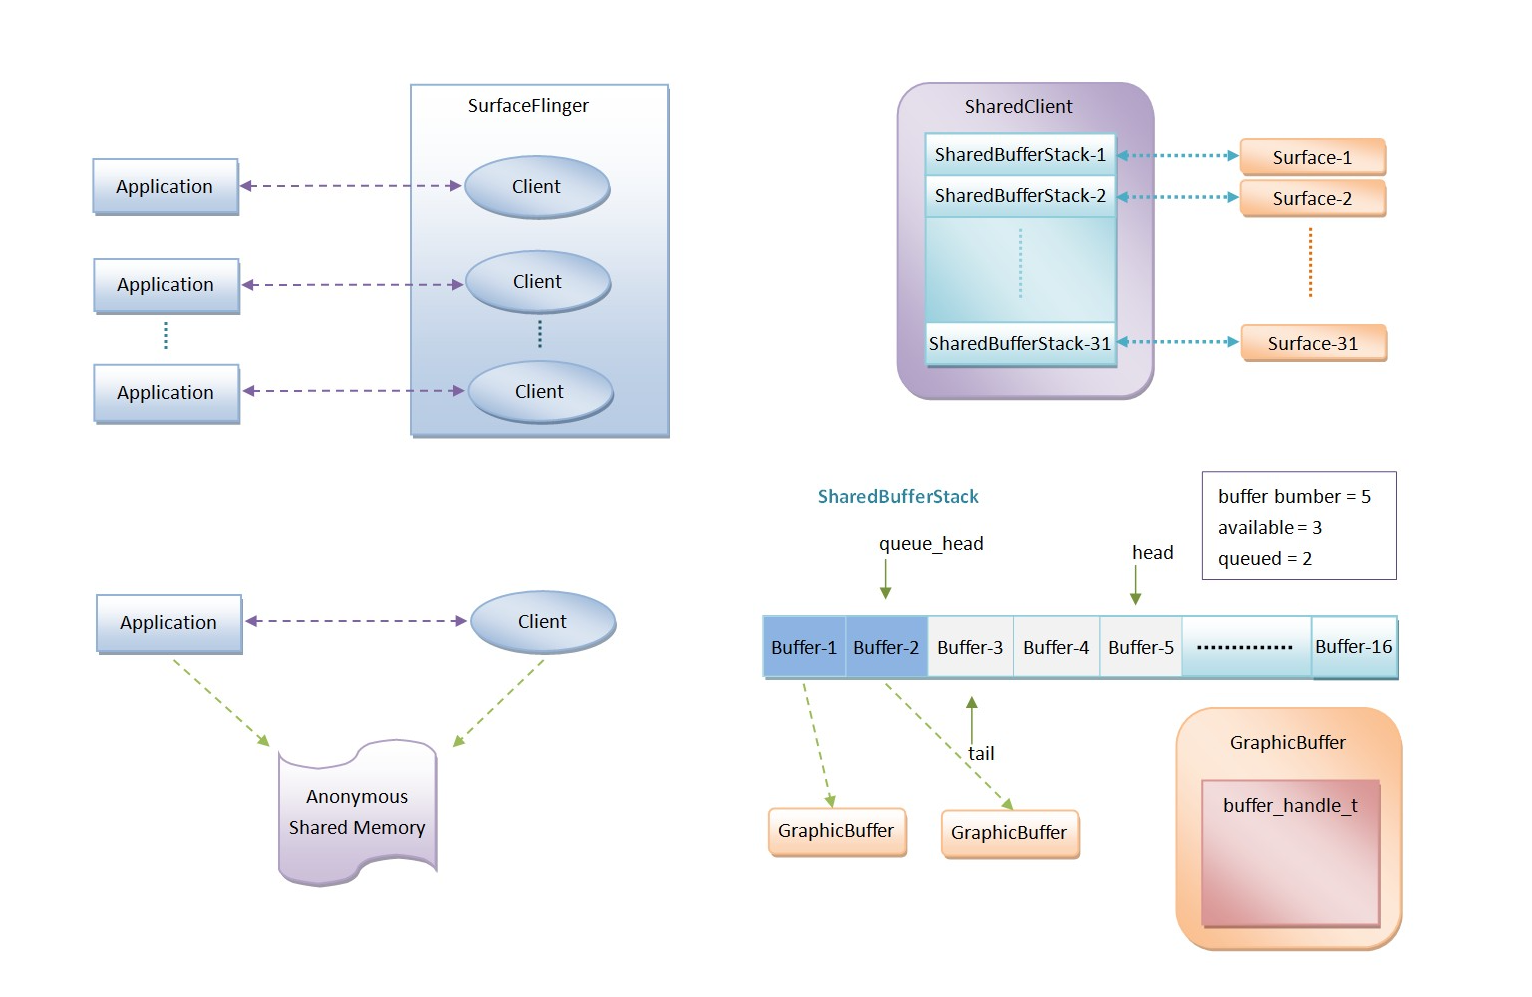 SurfaceFlinger
Application
Client
Application
Client
Application
Client
SharedClient
SharedBufferStack-1
Surface-1
SharedBufferStack-2
Surface-2
SharedBufferStack-31
Surface-31
Application
Client
Anonymous
Shared Memory
SharedBufferStack
buffer bumber = 5
available = 3
queued = 2
queue_head
head
Buffer-1
Buffer-2
Buffer-3
Buffer-4
Buffer-5
Buffer-16
tail
GraphicBuffer
GraphicBuffer
GraphicBuffer
buffer_handle_t